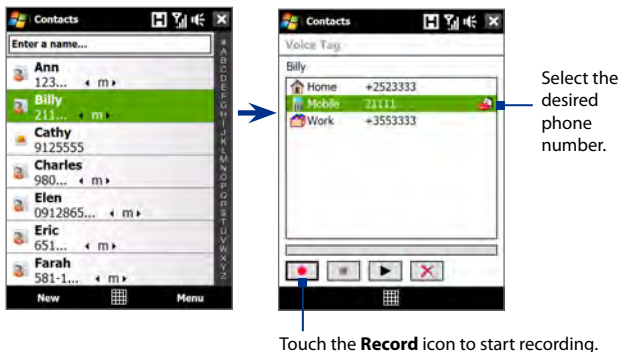 Contacts
Enter a name...
Ann
123... m
Billy
211... m
Cathy
9125555
Charles
980... m
Elen
0912865... m
Eric
651... m
Farah
581-1... m
New Menu
#
A
B
C
D
E
F
G
H
I
J
K
L
M
N
O
P
Q
R
S
T
U
V
W
X
Y
Z
Contacts
Voice Tag
Billy
Home +2523333
Mobile 21111
Work +3553333
Select the
desired
phone
number.
Touch the Record icon to start recording.